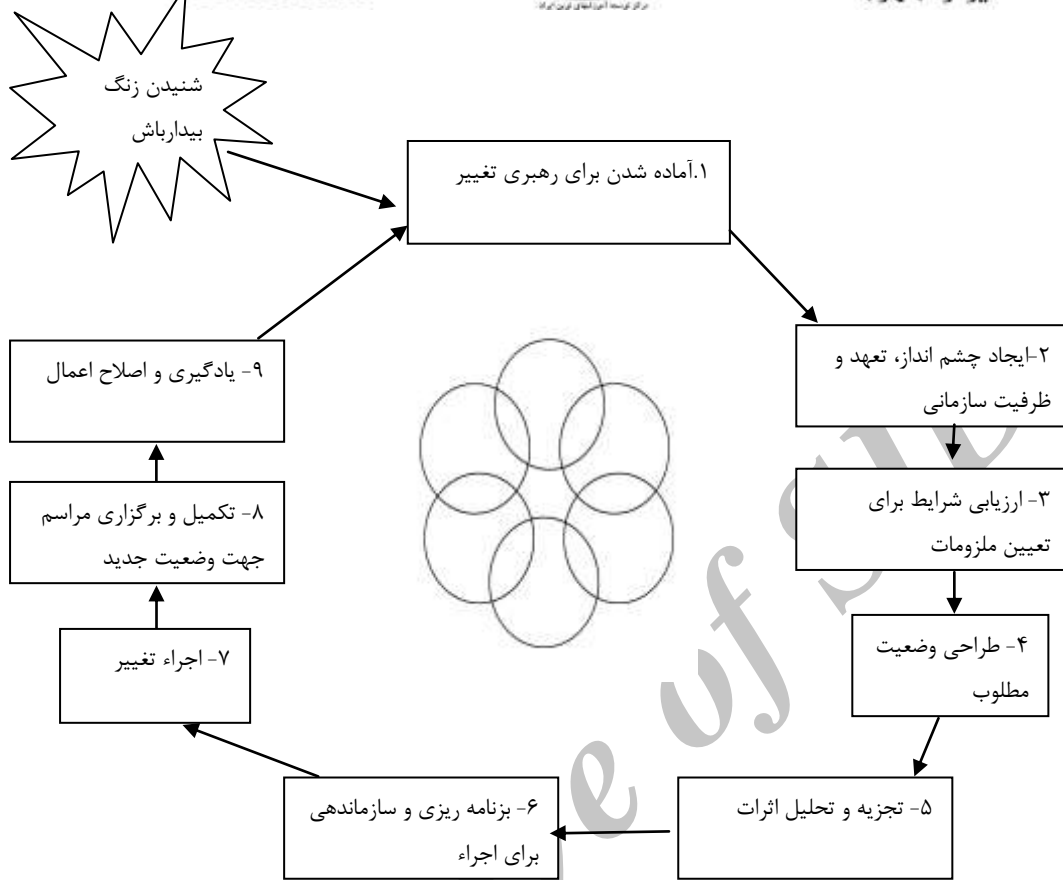 شنیدن زنگ
بیدارباش
۱.آماده شدن برای رهبری تغییر
۲-ایجاد چشم انداز، تعهد و
ظرفیت سازمانی
۳- ارزیابی شرایط برای
تعیین ملزومات
۴- طراحی وضعیت
مطلوب
۵- تجزیه و تحلیل اثرات
۶- بزنامه ریزی و سازماندهی
برای اجراء
۷- اجراء تغییر
۸- تکمیل و برگزاری مراسم
جهت وضعیت جدید
۹- یادگیری و اصلاح اعمال
of